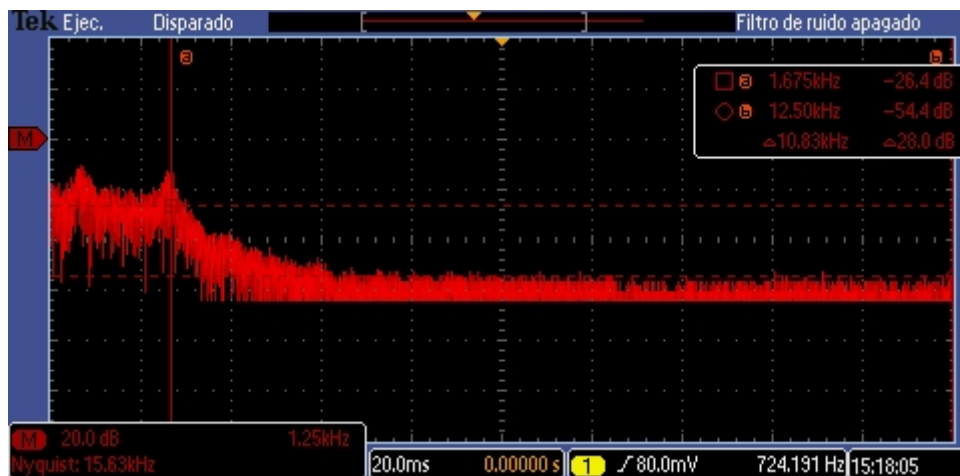 Tek Ejec. Disparado Filtro de ruido apagado
a b
a 1.675kHz -26.4 dB
b 12.50kHz -54.4 dB
△10.83kHz △28.0 dB
M
M 20.0 dB 1.25kHz
Nyquist: 15.63kHz
20.0ms 0.00000 s 1 80.0mV 724.191 Hz 15:18:05